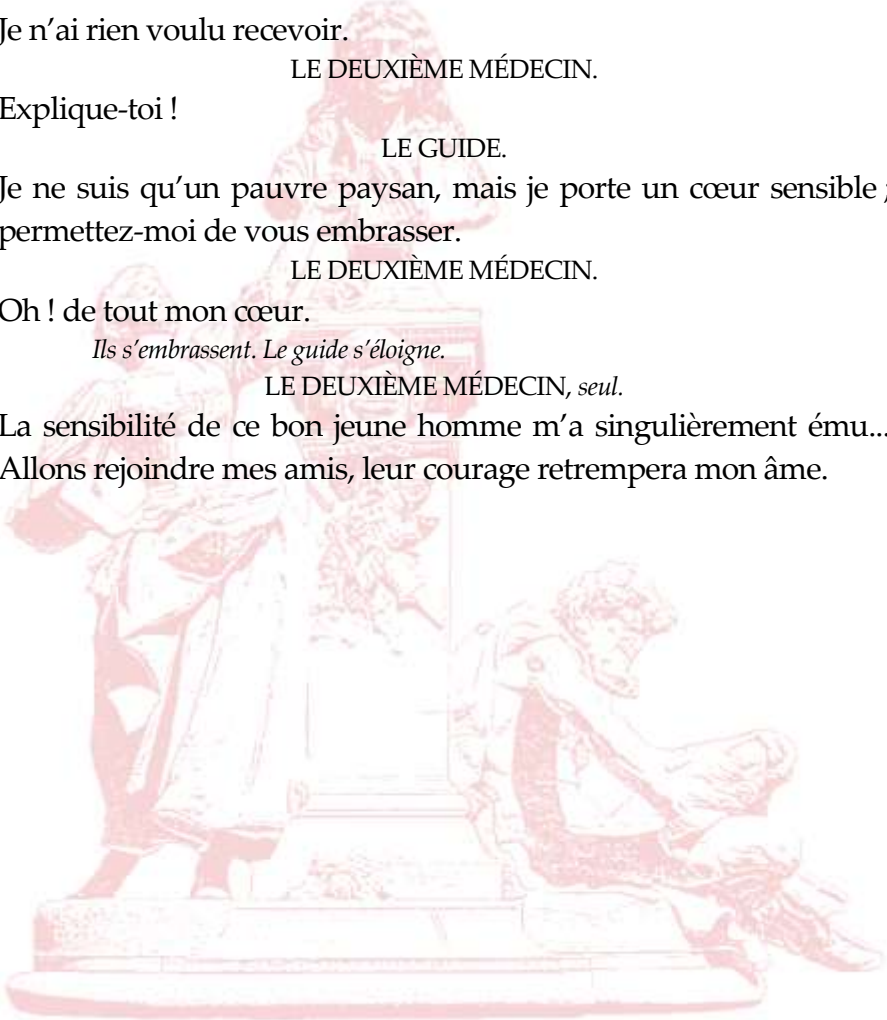 Je n’ai rien voulu recevoir.
LE DEUXIÈME MÉDECIN.
Explique-toi !
LE GUIDE.
Je ne suis qu’un pauvre paysan, mais je porte un cœur sensible ;
permettez-moi de vous embrasser.
LE DEUXIÈME MÉDECIN.
Oh ! de tout mon cœur.
Ils s’embrassent. Le guide s’éloigne.
LE DEUXIÈME MÉDECIN, seul.
La sensibilité de ce bon jeune homme m’a singulièrement ému...
Allons rejoindre mes amis, leur courage retrempera mon âme.